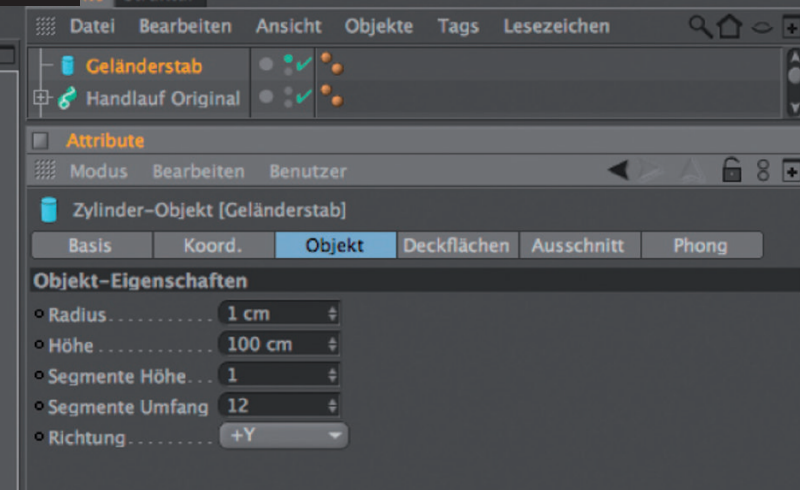 Datei Bearbeiten Ansicht Objekte Tags Lesezeichen
Geländerstab
Handlauf Original
Attribute
Modus Bearbeiten Benutzer
Zylinder-Objekt [Geländerstab]
Basis Koord. Objekt Deckflächen Ausschnitt Phong
Objekt-Eigenschaften
Radius........... 1 cm
Höhe............ 100 cm
Segmente Höhe... 1
Segmente Umfang 12
Richtung......... +Y